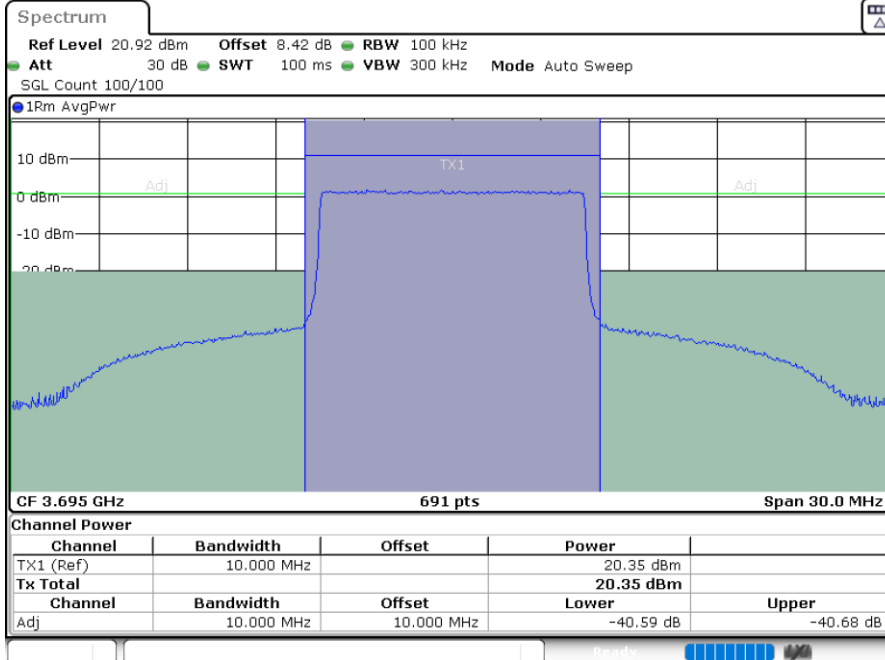 Spectrum
Ref Level 20.92 dBm Offset 8.42 dB RBW 100 kHz
Att 30 dB SWT 100 ms VBW 300 kHz Mode Auto Sweep
SGL Count 100/100
1Rm AvgPwr
10 dBm
TX1
Adj Adj
0 dBm
-10 dBm
-20 dBm
CF 3.695 GHz 691 pts Span 30.0 MHz
Channel Power
Channel Bandwidth Offset Power
TX1 (Ref) 10.000 MHz 20.35 dBm
Tx Total 20.35 dBm
Channel Bandwidth Offset Lower Upper
Adj 10.000 MHz 10.000 MHz -40.59 dB -40.68 dB
Ready